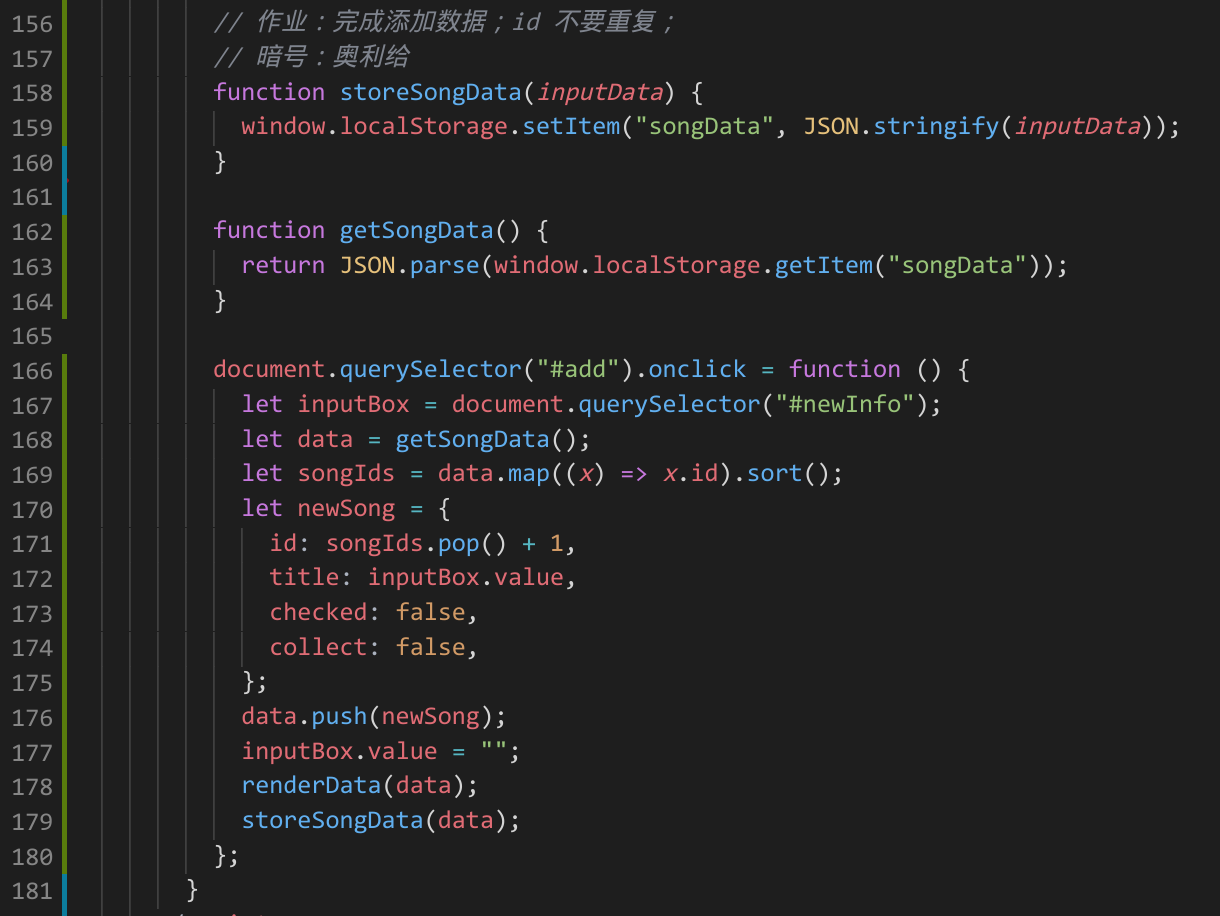 156 // 作业：完成添加数据；id 不要重复；
157 // 暗号：奥利给
158 function storeSongData(inputData) {
159 window.localStorage.setItem("songData", JSON.stringify(inputData));
160 }
161
162 function getSongData() {
163 return JSON.parse(window.localStorage.getItem("songData"));
164 }
165
166 document.querySelector("#add").onclick = function () {
167 let inputBox = document.querySelector("#newInfo");
168 let data = getSongData();
169 let songIds = data.map((x) => x.id).sort();
170 let newSong = {
171 id: songIds.pop() + 1,
172 title: inputBox.value,
173 checked: false,
174 collect: false,
175 };
176 data.push(newSong);
177 inputBox.value = "";
178 renderData(data);
179 storeSongData(data);
180 };
181 }